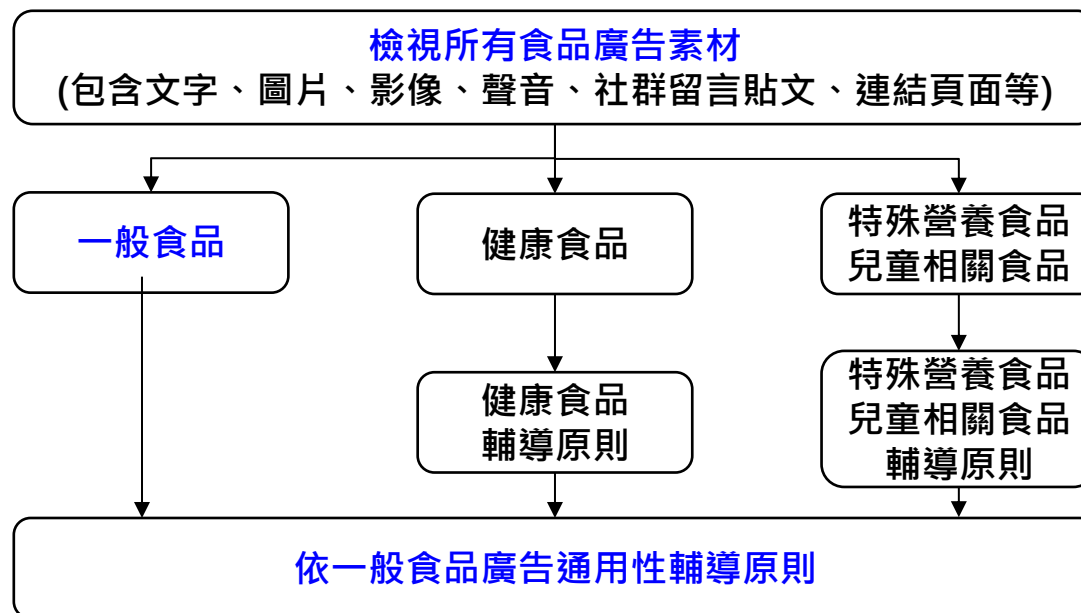 檢視所有食品廣告素材
(包含文字、圖片、影像、聲音、社群留言貼文、連結頁面等)
一般食品
健康食品
特殊營養食品
兒童相關食品
健康食品
輔導原則
特殊營養食品
兒童相關食品
輔導原則
依一般食品廣告通用性輔導原則